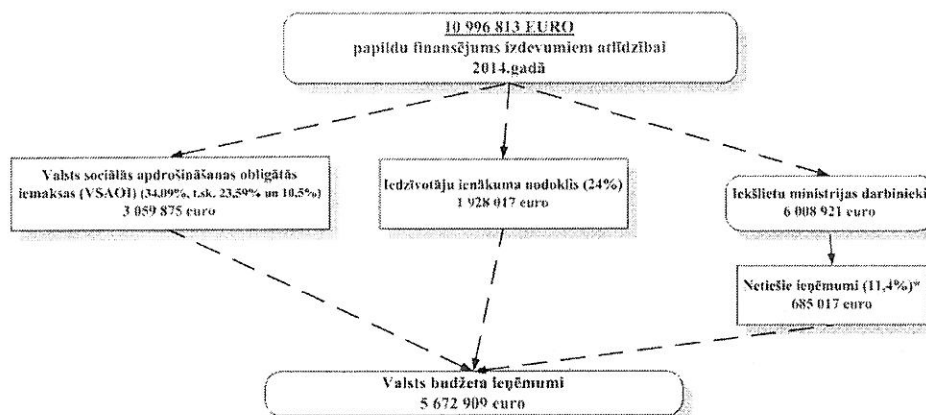 10 996 813 EURO
papildu finansējums izdevumiem atlīdzībai
2014.gadā
Valsts sociālās apdrošināšanas obligātās
iemaksas (VSAOI) (34,09%, t.sk. 23,59% un 10,5%)
3 059 875 euro
Iedzīvotāju ienākuma nodoklis (24%)
1 928 017 euro
Iekšlietu ministrijas darbinieki
6 008 921 euro
Netiešie ieņēmumi (11,4%)*
685 017 euro
Valsts budžeta ieņēmumi
5 672 909 euro